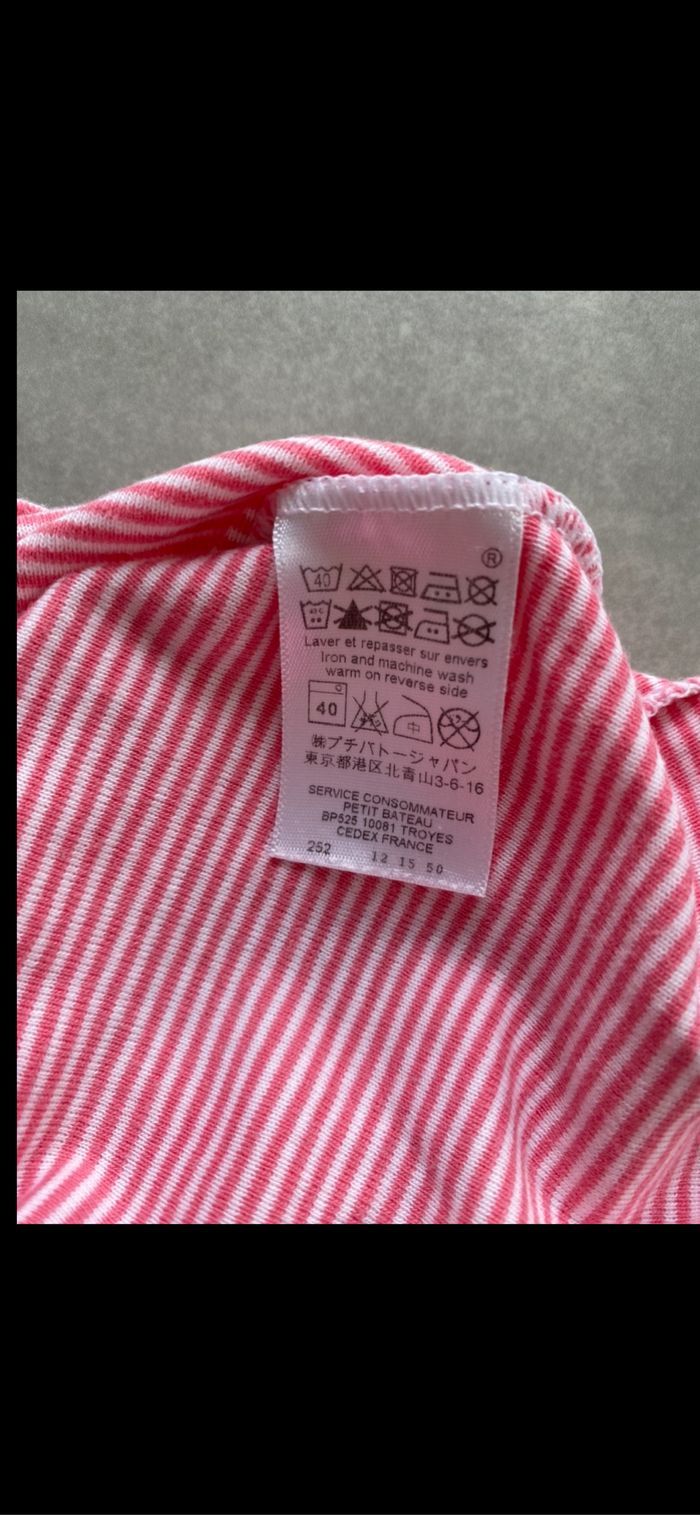 ®
40
40 C
Laver et repasser sur envers
Iron and machine wash
warm on reverse side
40 中
㈱プチバトージャパン
東京都港区北青山3-6-16
SERVICE CONSOMMATEUR
PETIT BATEAU
BP525 10081 TROYES
CEDEX FRANCE
252 12 15 50